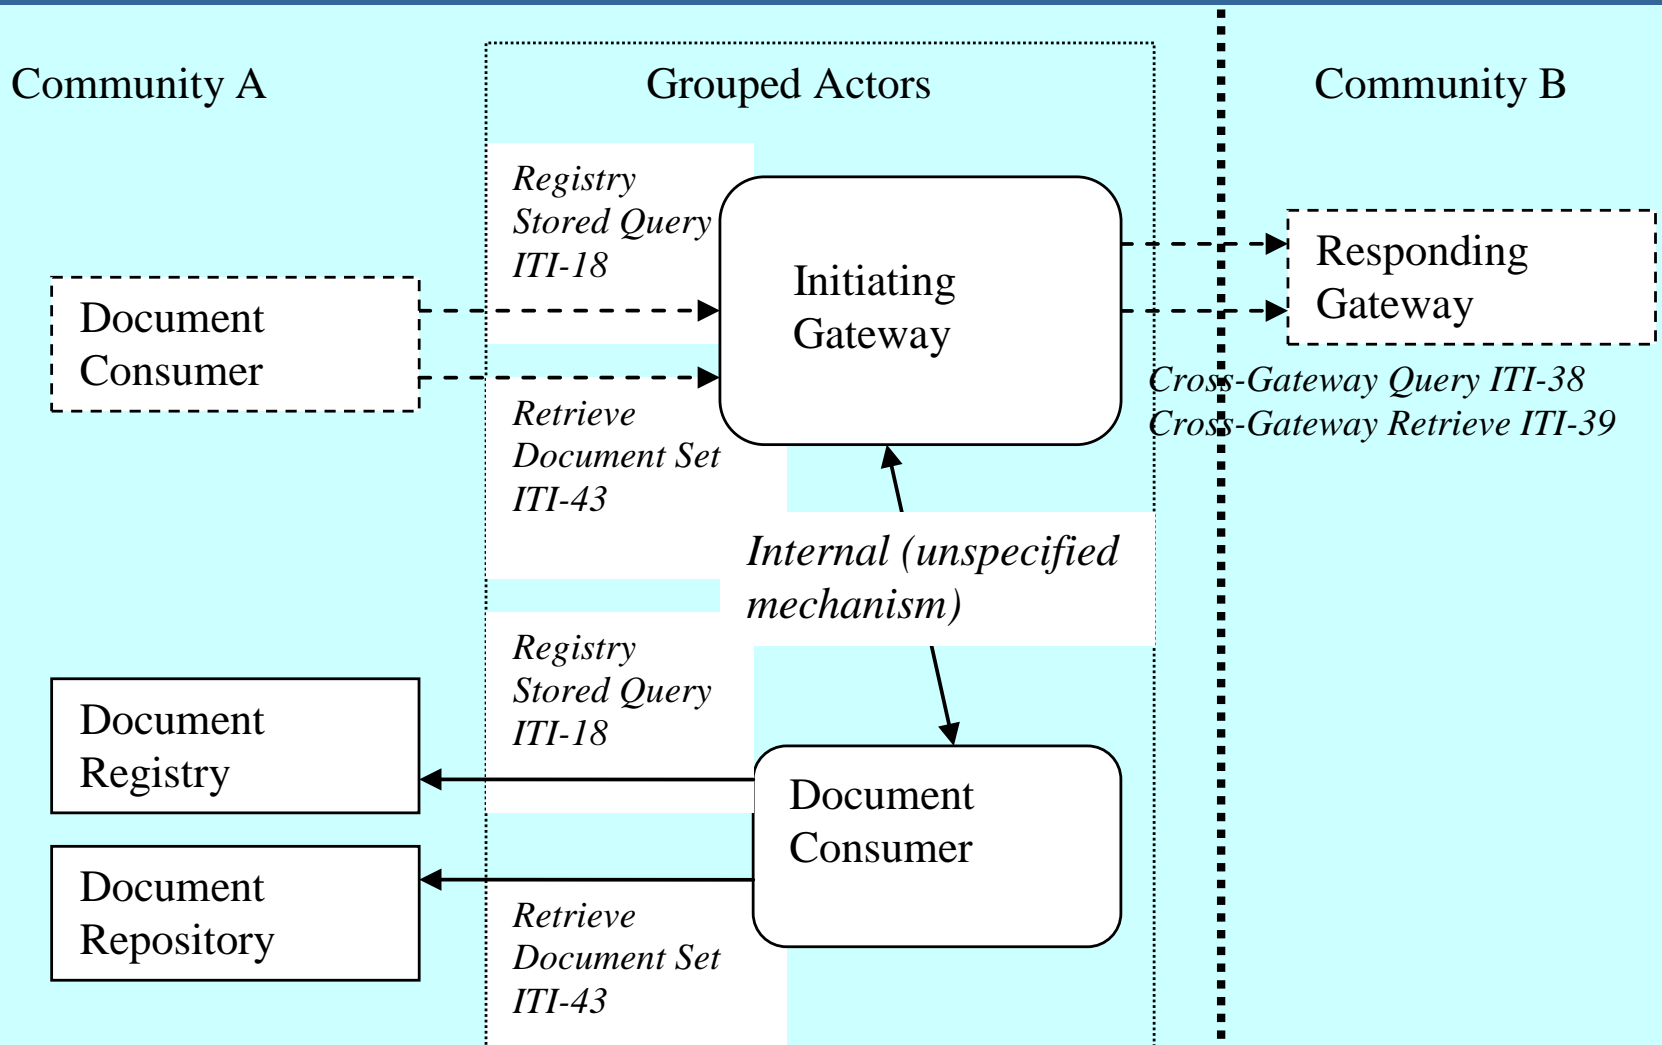 Community A
Grouped Actors
Community B
Registry
Stored Query
ITI-18
Initiating
Gateway
Responding
Gateway
Document
Consumer
Cross-Gateway Query ITI-38
Cross-Gateway Retrieve ITI-39
Retrieve
Document Set
ITI-43
Internal (unspecified
mechanism)
Registry
Stored Query
ITI-18
Document
Registry
Document
Consumer
Document
Repository
Retrieve
Document Set
ITI-43